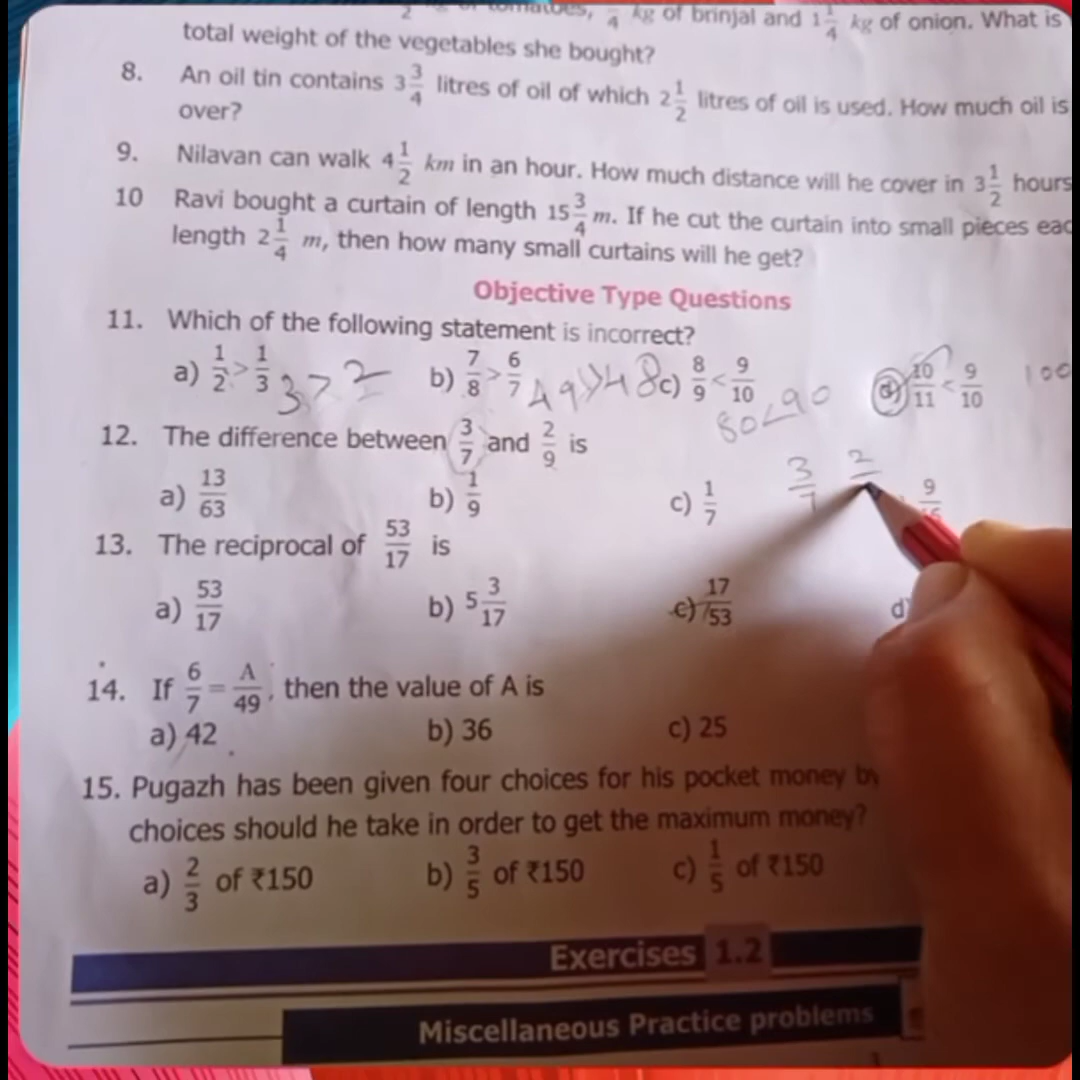 of tomatoes, 4 kg of brinjal and 1 1/4 kg of onion. What is
total weight of the vegetables she bought?
8. An oil tin contains 3 3/4 litres of oil of which 2 1/2 litres of oil is used. How much oil is
over?
9. Nilavan can walk 4 1/2 km in an hour. How much distance will he cover in 3 1/2 hours
10 Ravi bought a curtain of length 15 3/4 m. If he cut the curtain into small pieces eac
length 2 1/4 m, then how many small curtains will he get?
Objective Type Questions
11. Which of the following statement is incorrect?
a) 1/2 > 1/3 3>2 b) 7/8 > 6/7 49>48 c) 8/9 < 9/10 80<90 d) 10/11 < 9/10 100
12. The difference between 3/7 and 2/9 is
3/7 2
a) 13/63 b) 1/9 c) 1/7 9
13. The reciprocal of 53/17 is
a) 53/17 b) 5 3/17 c) 17/53 d)
14. If 6/7 = A/49, then the value of A is
a) 42 b) 36 c) 25
15. Pugazh has been given four choices for his pocket money by
choices should he take in order to get the maximum money?
a) 2/3 of ₹150 b) 3/5 of ₹150 c) 1/5 of ₹150
Exercises 1.2
Miscellaneous Practice problems